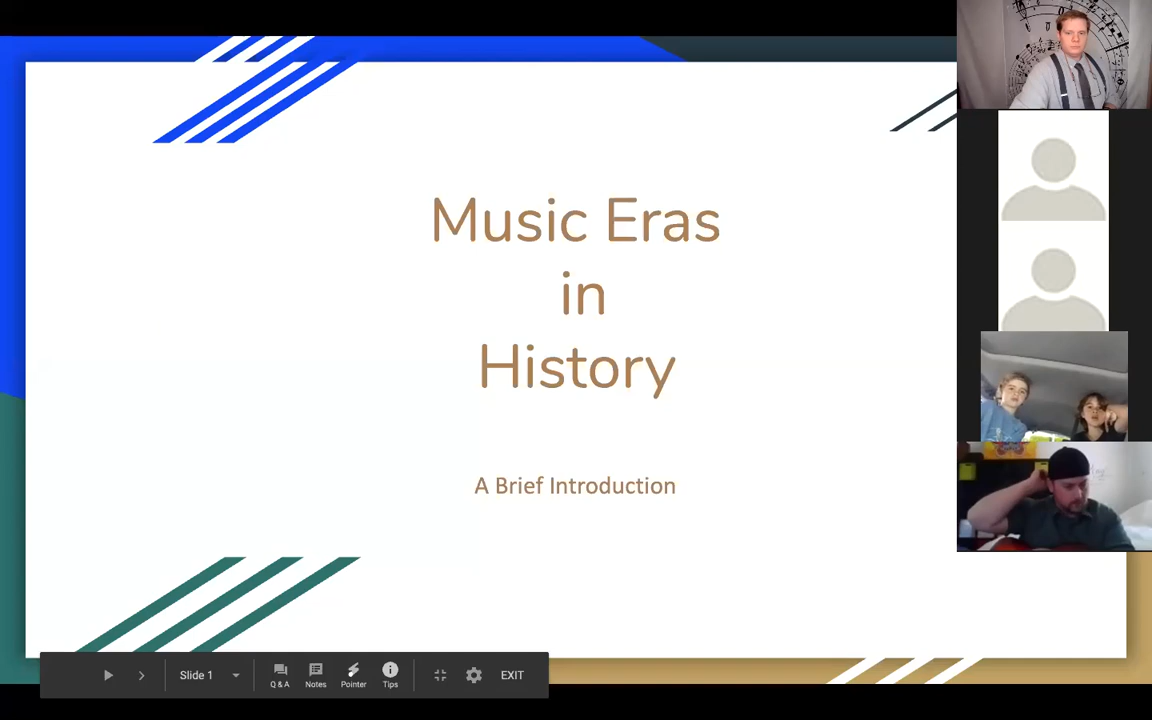 Music Eras
in
History
A Brief Introduction
Slide 1
Q & A
Notes
Pointer
Tips
EXIT